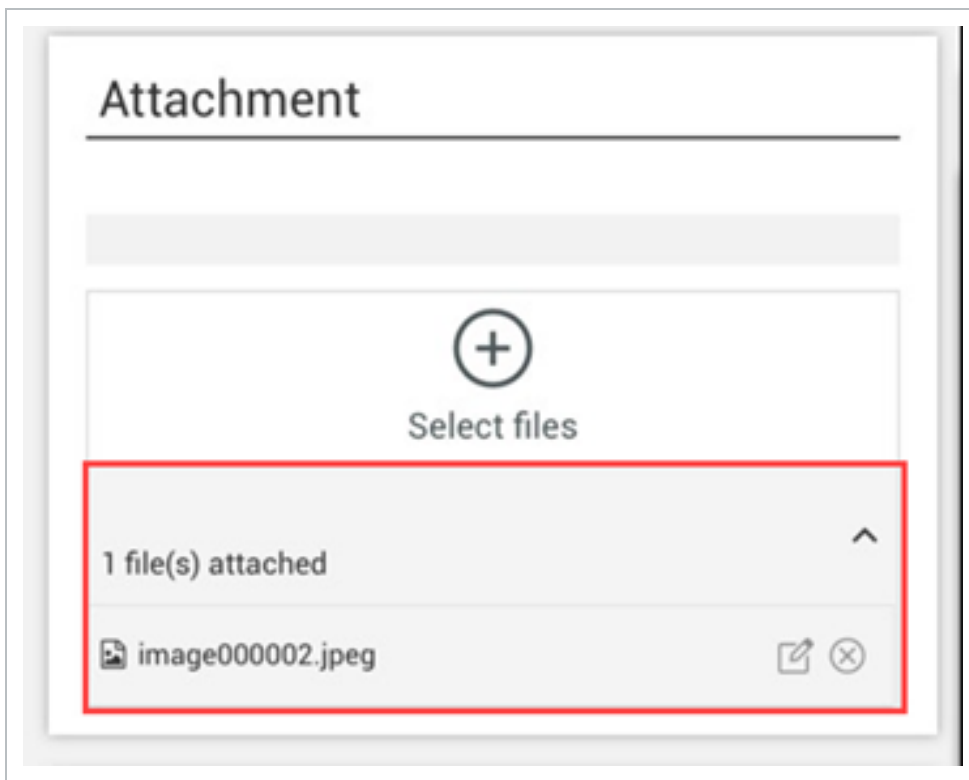 Attachment
Select files
1 file(s) attached
image000002.jpeg